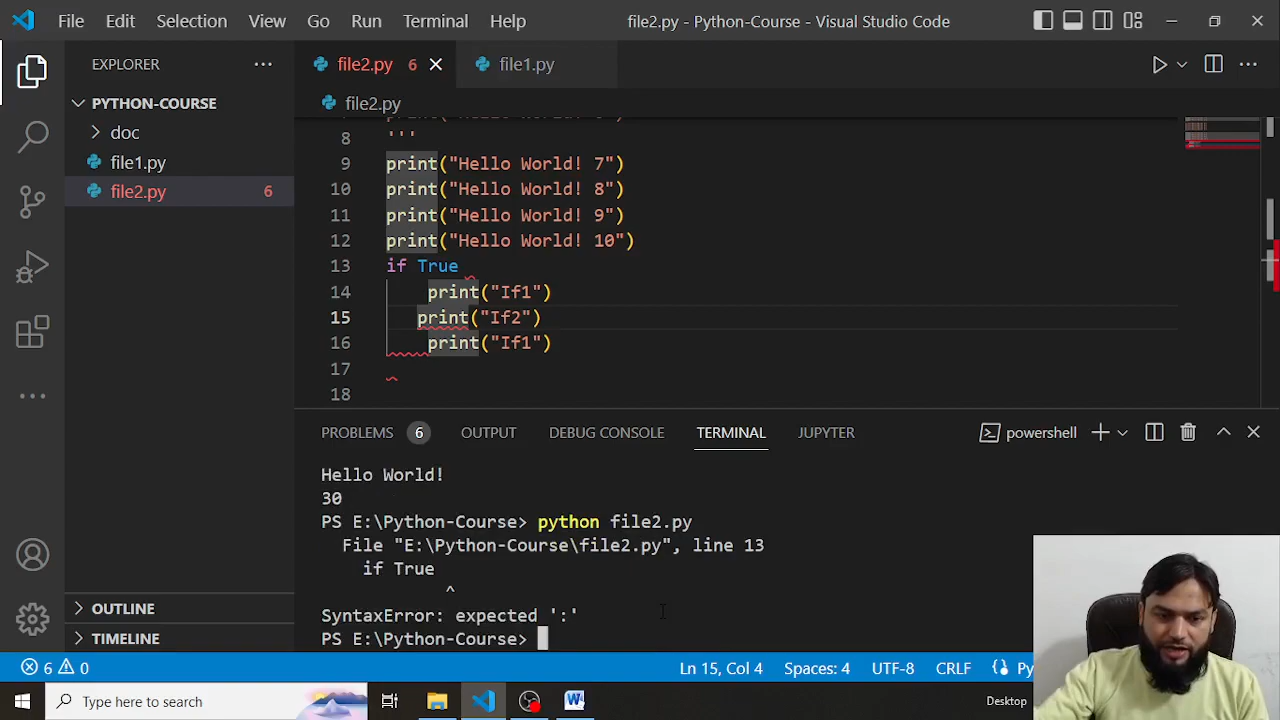 File Edit Selection View Go Run Terminal Help file2.py - Python-Course - Visual Studio Code
EXPLORER
PYTHON-COURSE
doc
file1.py
file2.py 6
OUTLINE
TIMELINE
file2.py 6 file1.py
file2.py
8 '''
9 print("Hello World! 7")
10 print("Hello World! 8")
11 print("Hello World! 9")
12 print("Hello World! 10")
13 if True
14 print("If1")
15 print("If2")
16 print("If1")
17
18
PROBLEMS 6 OUTPUT DEBUG CONSOLE TERMINAL JUPYTER powershell
Hello World!
30
PS E:\Python-Course> python file2.py
File "E:\Python-Course\file2.py", line 13
if True
^
SyntaxError: expected ':'
PS E:\Python-Course>
6 0 Ln 15, Col 4 Spaces: 4 UTF-8 CRLF Py
Type here to search Desktop